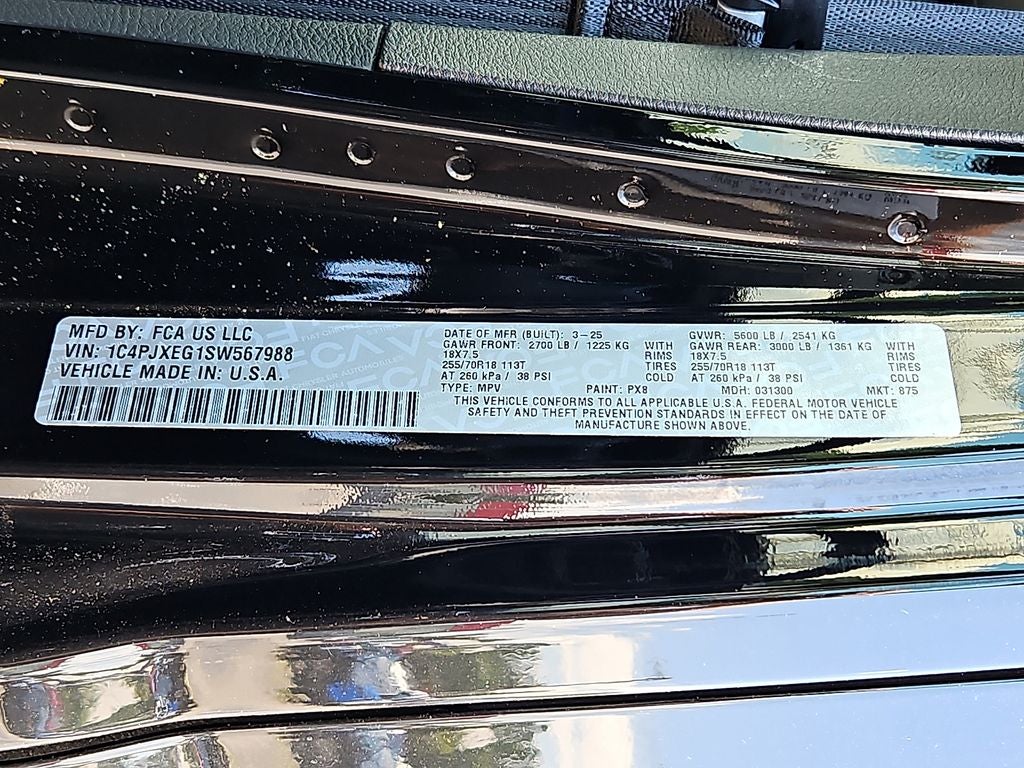 MFD BY: FCA US LLC
VIN: 1C4PJXEG1SW567988
VEHICLE MADE IN: U.S.A.
DATE OF MFR (BUILT): 3-25 GVWR: 5600 LB / 2541 KG
GAWR FRONT: 2700 LB / 1225 KG WITH GAWR REAR: 3000 LB / 1361 KG WITH
18X7.5 RIMS 18X7.5 RIMS
255/70R18 113T TIRES 255/70R18 113T TIRES
AT 260 kPa / 38 PSI COLD AT 260 kPa / 38 PSI COLD
TYPE: MPV PAINT: PX8 MDH: 031300 MKT: 875
THIS VEHICLE CONFORMS TO ALL APPLICABLE U.S.A. FEDERAL MOTOR VEHICLE
SAFETY AND THEFT PREVENTION STANDARDS IN EFFECT ON THE DATE OF
MANUFACTURE SHOWN ABOVE.